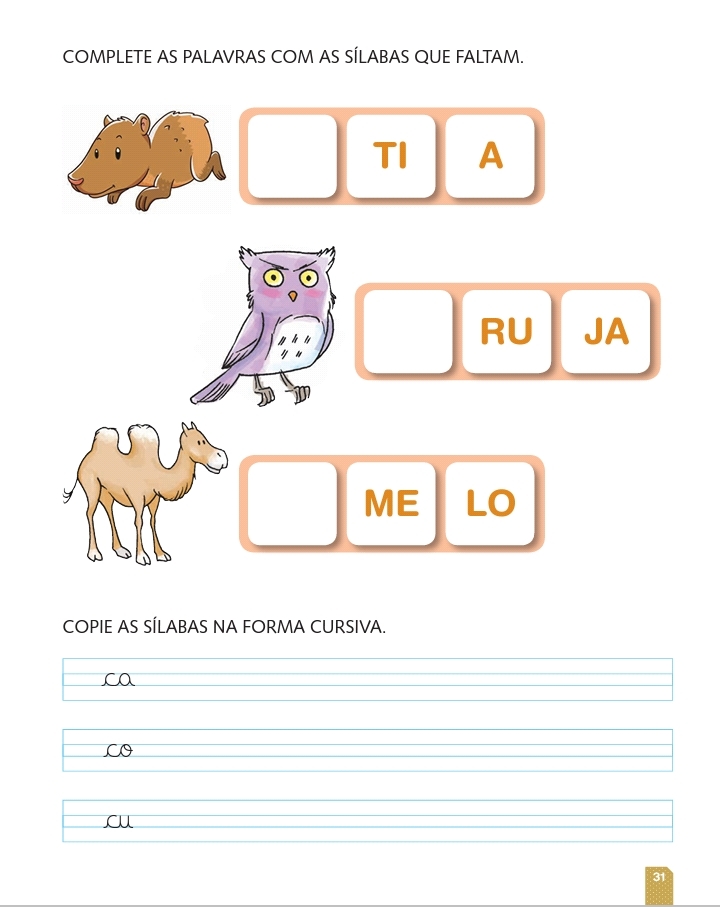 COMPLETE AS PALAVRAS COM AS SÍLABAS QUE FALTAM.
TI A
RU JA
ME LO
COPIE AS SÍLABAS NA FORMA CURSIVA.
ca
co
cu
31